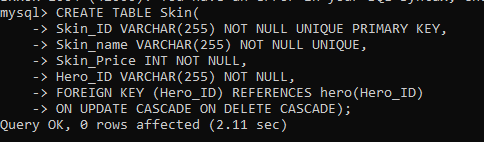 mysql> CREATE TABLE Skin(
    -> Skin_ID VARCHAR(255) NOT NULL UNIQUE PRIMARY KEY,
    -> Skin_name VARCHAR(255) NOT NULL UNIQUE,
    -> Skin_Price INT NOT NULL,
    -> Hero_ID VARCHAR(255) NOT NULL,
    -> FOREIGN KEY (Hero_ID) REFERENCES hero(Hero_ID)
    -> ON UPDATE CASCADE ON DELETE CASCADE);
Query OK, 0 rows affected (2.11 sec)